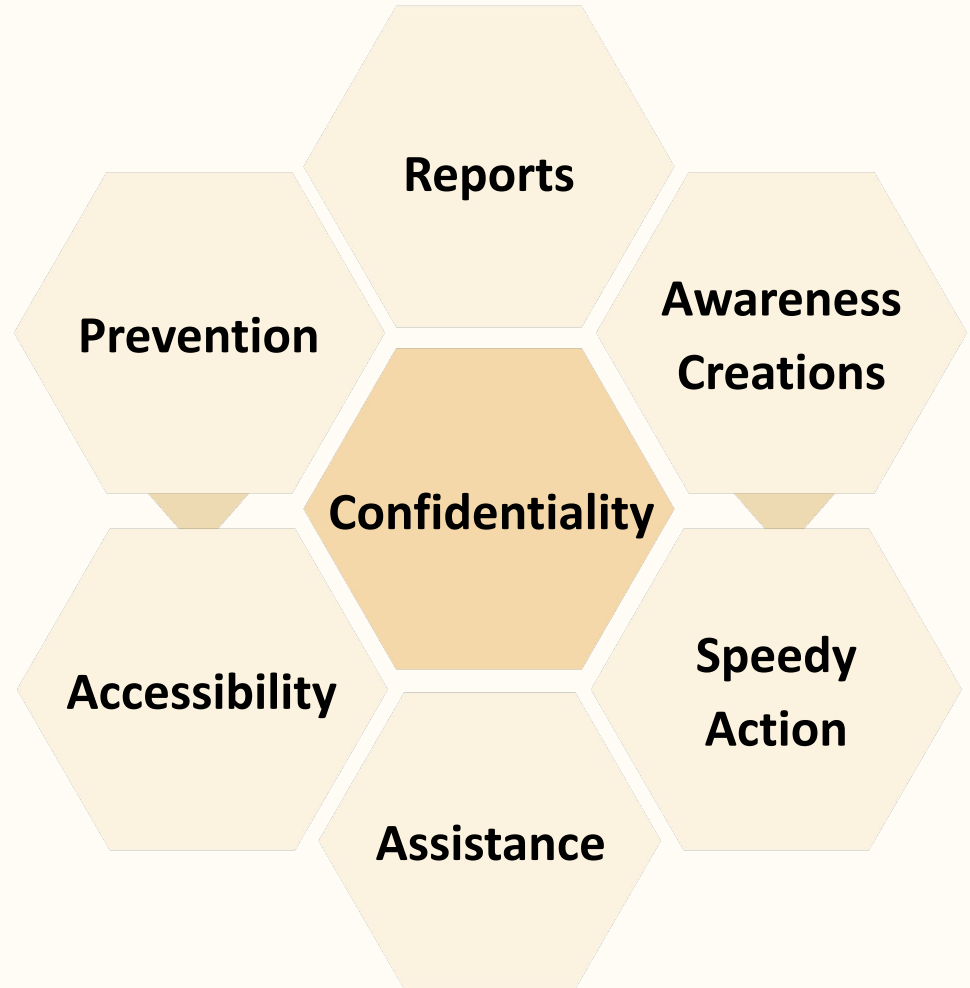 Reports
Prevention
Awareness
Creations
Confidentiality
Accessibility
Speedy
Action
Assistance